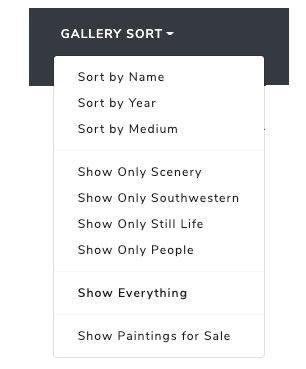 GALLERY SORT
Sort by Name
Sort by Year
Sort by Medium
Show Only Scenery
Show Only Southwestern
Show Only Still Life
Show Only People
Show Everything
Show Paintings for Sale